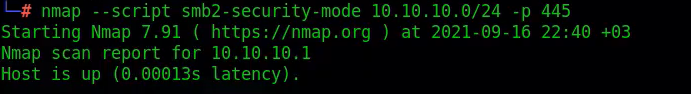 └─# nmap --script smb2-security-mode 10.10.10.0/24 -p 445
Starting Nmap 7.91 ( https://nmap.org ) at 2021-09-16 22:40 +03
Nmap scan report for 10.10.10.1
Host is up (0.00013s latency).